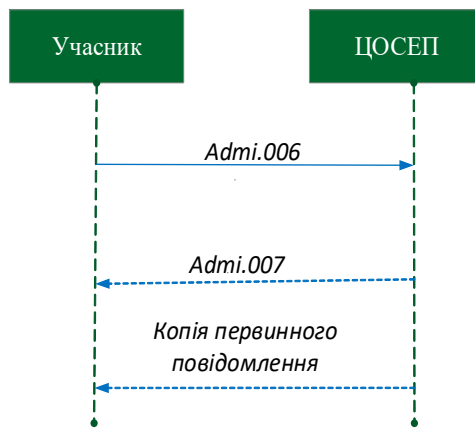 Учасник
ЦОСЕП
Admi.006
Admi.007
Копія первинного
повідомлення